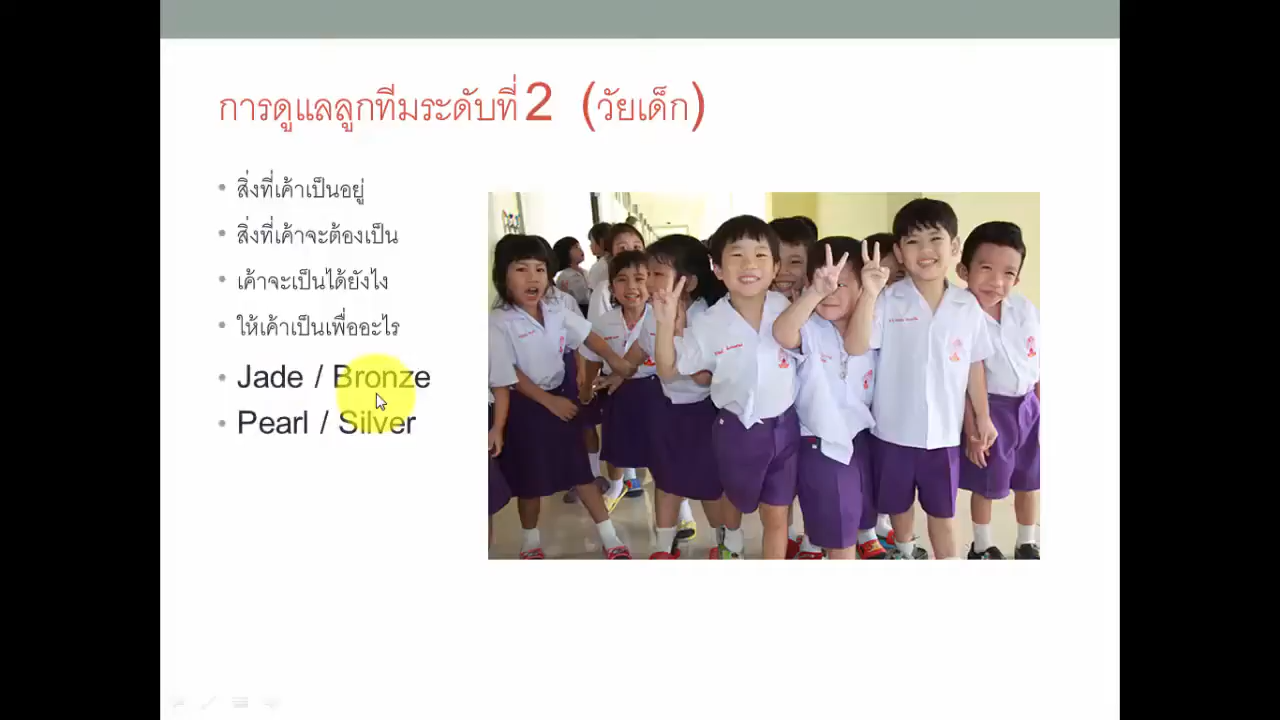 การดูแลลูกทีมระดับที่ 2 (วัยเด็ก)
• สิ่งที่เค้าเป็นอยู่
• สิ่งที่เค้าจะต้องเป็น
• เค้าจะเป็นได้ยังไง
• ให้เค้าเป็นเพื่ออะไร
• Jade / Bronze
• Pearl / Silver